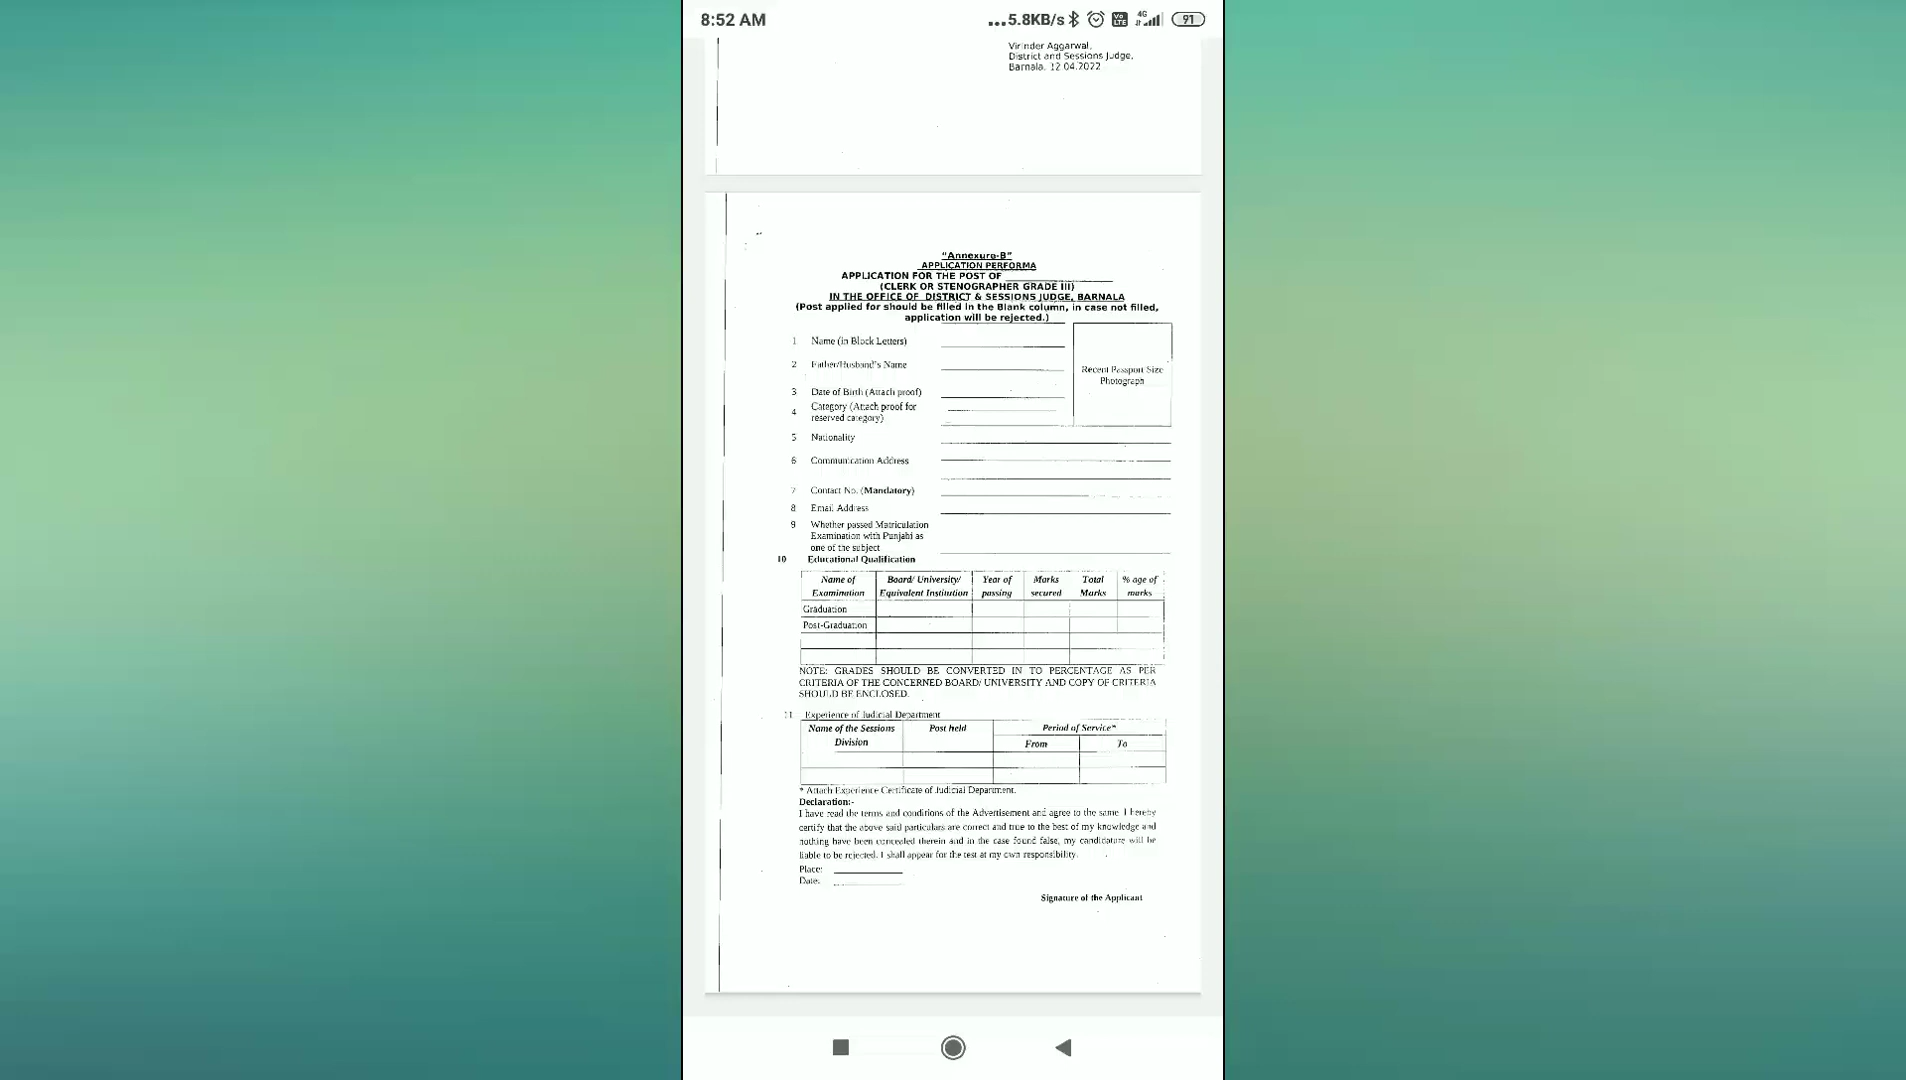 8:52 AM
...5.8KB/s
Vo LTE
4G
91
Virinder Aggarwal,
District and Sessions Judge,
Barnala. 12.04.2022
"Annexure-B"
APPLICATION PERFORMA
APPLICATION FOR THE POST OF ____________
(CLERK OR STENOGRAPHER GRADE III)
IN THE OFFICE OF DISTRICT & SESSIONS JUDGE, BARNALA
(Post applied for should be filled in the Blank column, in case not filled,
application will be rejected.)
1 Name (in Block Letters)
2 Father/Husband's Name
3 Date of Birth (Attach proof)
4 Category (Attach proof for
reserved category)
Recent Passport Size
Photograph
5 Nationality
6 Communication Address
7 Contact No. (Mandatory)
8 Email Address
9 Whether passed Matriculation
Examination with Punjabi as
one of the subject
10 Educational Qualification
Name of Examination Board/ University/ Equivalent Institution Year of passing Marks secured Total Marks % age of marks
Graduation
Post-Graduation
NOTE: GRADES SHOULD BE CONVERTED IN TO PERCENTAGE AS PER
CRITERIA OF THE CONCERNED BOARD/ UNIVERSITY AND COPY OF CRITERIA
SHOULD BE ENCLOSED.
11. Experience of Judicial Department
Name of the Sessions Division Post held Period of Service*
From To
* Attach Experience Certificate of Judicial Department.
Declaration:-
I have read the terms and conditions of the Advertisement and agree to the same. I hereby
certify that the above said particulars are correct and true to the best of my knowledge and
nothing have been concealed therein and in the case found false, my candidature will be
liable to be rejected. I shall appear for the test at my own responsibility.
Place:
Date:
Signature of the Applicant